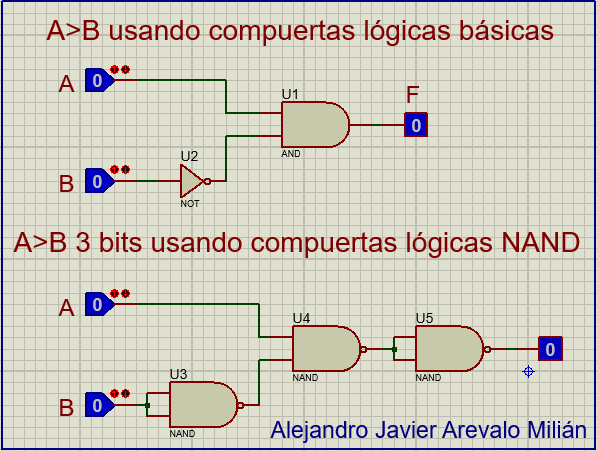 A>B usando compuertas lógicas básicas
A 0
U1
F
0
AND
U2
B 0
NOT
A>B 3 bits usando compuertas lógicas NAND
A 0
U4 U5
0
NAND NAND
U3
B 0
NAND
Alejandro Javier Arevalo Milián